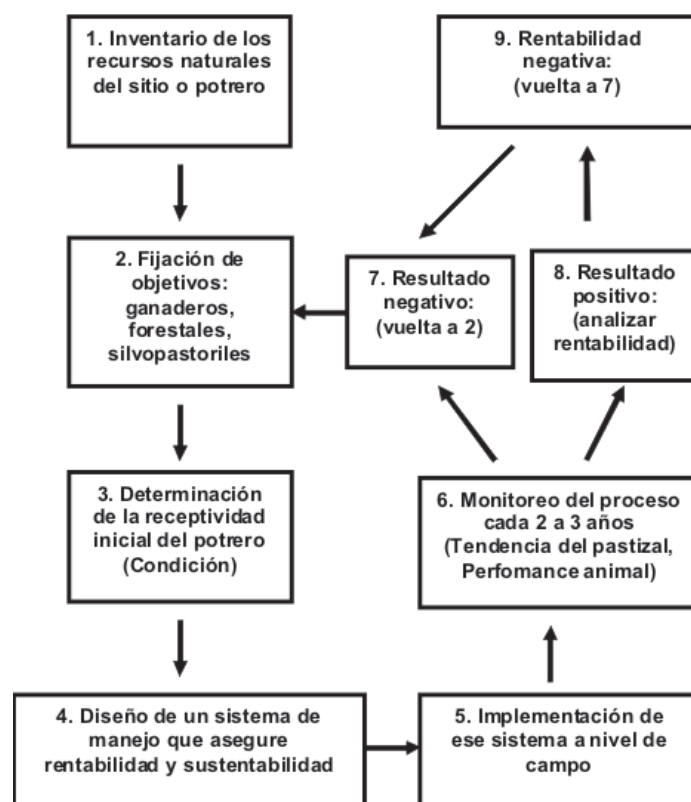 1. Inventario de los
recursos naturales
del sitio o potrero
2. Fijación de
objetivos:
ganaderos,
forestales,
silvopastoriles
3. Determinación
de la receptividad
inicial del potrero
(Condición)
4. Diseño de un sistema de
manejo que asegure
rentabilidad y sustentabilidad
5. Implementación de
ese sistema a nivel de
campo
6. Monitoreo del proceso
cada 2 a 3 años
(Tendencia del pastizal,
Perfomance animal)
7. Resultado
negativo:
(vuelta a 2)
8. Resultado
positivo:
(analizar
rentabilidad)
9. Rentabilidad
negativa:
(vuelta a 7)